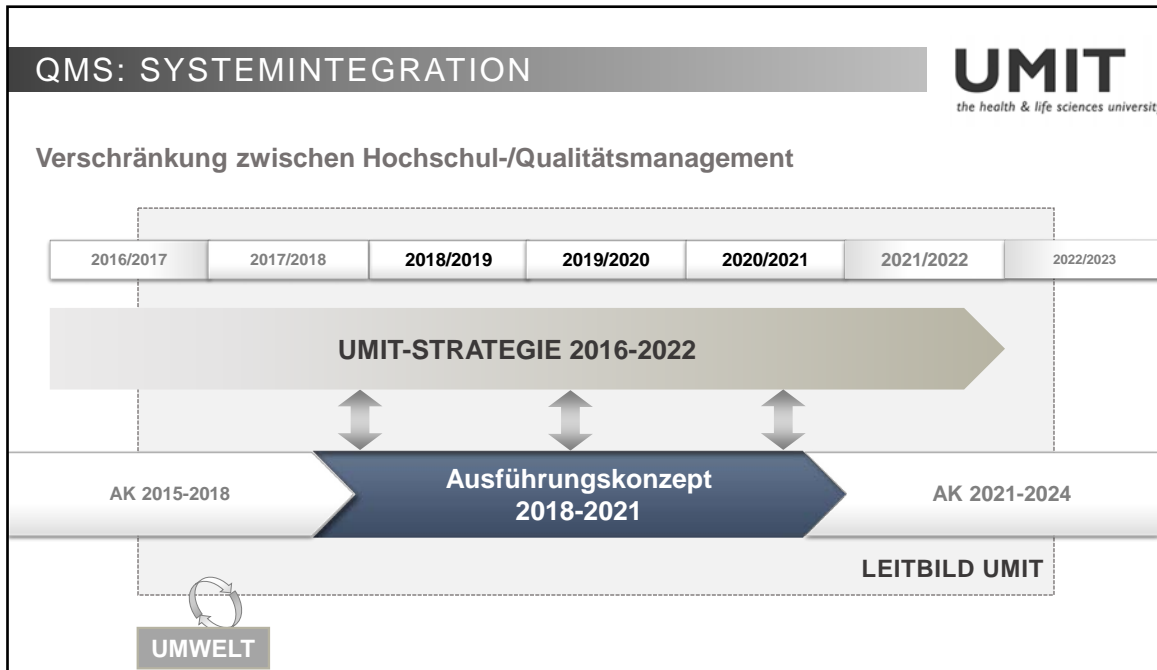 QMS: SYSTEMINTEGRATION
UMIT
the health & life sciences university
Verschränkung zwischen Hochschul-/Qualitätsmanagement
2016/2017 2017/2018 2018/2019 2019/2020 2020/2021 2021/2022 2022/2023
UMIT-STRATEGIE 2016-2022
AK 2015-2018
Ausführungskonzept
2018-2021
AK 2021-2024
LEITBILD UMIT
UMWELT